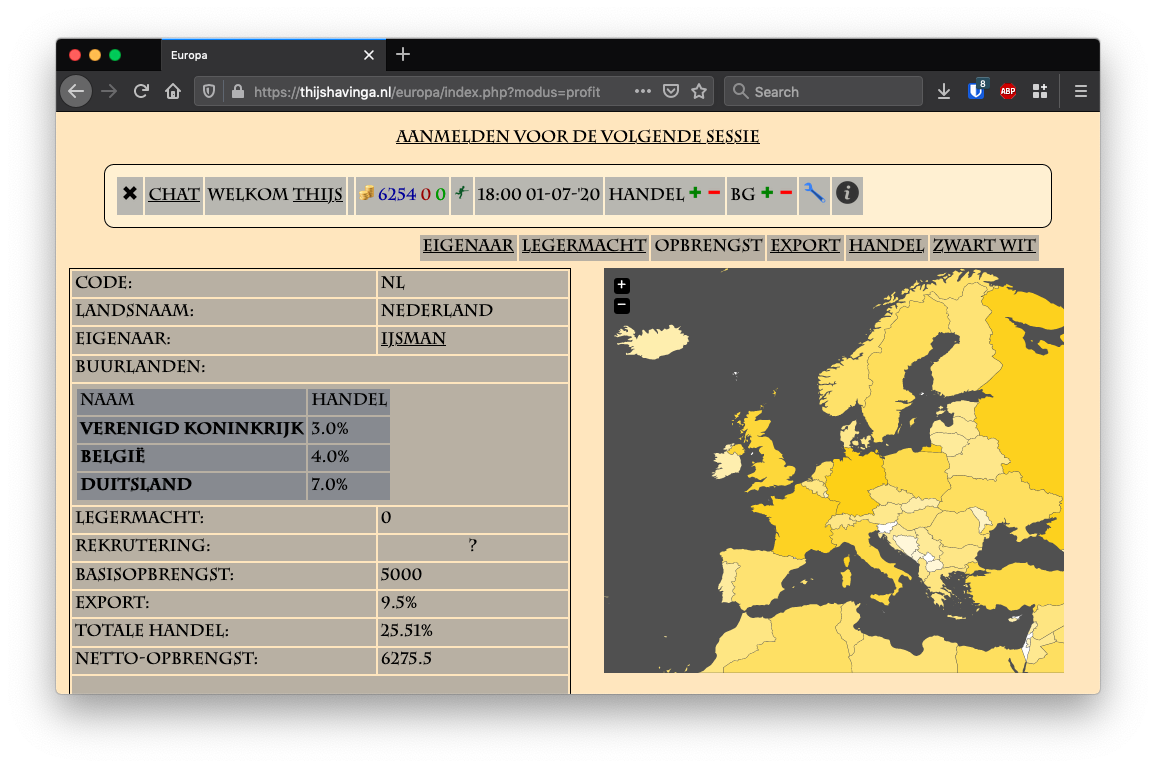 Europa
https://thijshavinga.nl/europa/index.php?modus=profit
Search
8
ABP
AANMELDEN VOOR DE VOLGENDE SESSIE
CHAT WELKOM THIJS 6254 0 0 18:00 01-07-'20 HANDEL + − BG + − i
EIGENAAR LEGERMACHT OPBRENGST EXPORT HANDEL ZWART WIT
CODE: NL
LANDSNAAM: NEDERLAND
EIGENAAR: IJSMAN
BUURLANDEN:
NAAM HANDEL
VERENIGD KONINKRIJK 3.0%
BELGIË 4.0%
DUITSLAND 7.0%
LEGERMACHT: 0
REKRUTERING: ?
BASISOPBRENGST: 5000
EXPORT: 9.5%
TOTALE HANDEL: 25.51%
NETTO-OPBRENGST: 6275.5
+
−